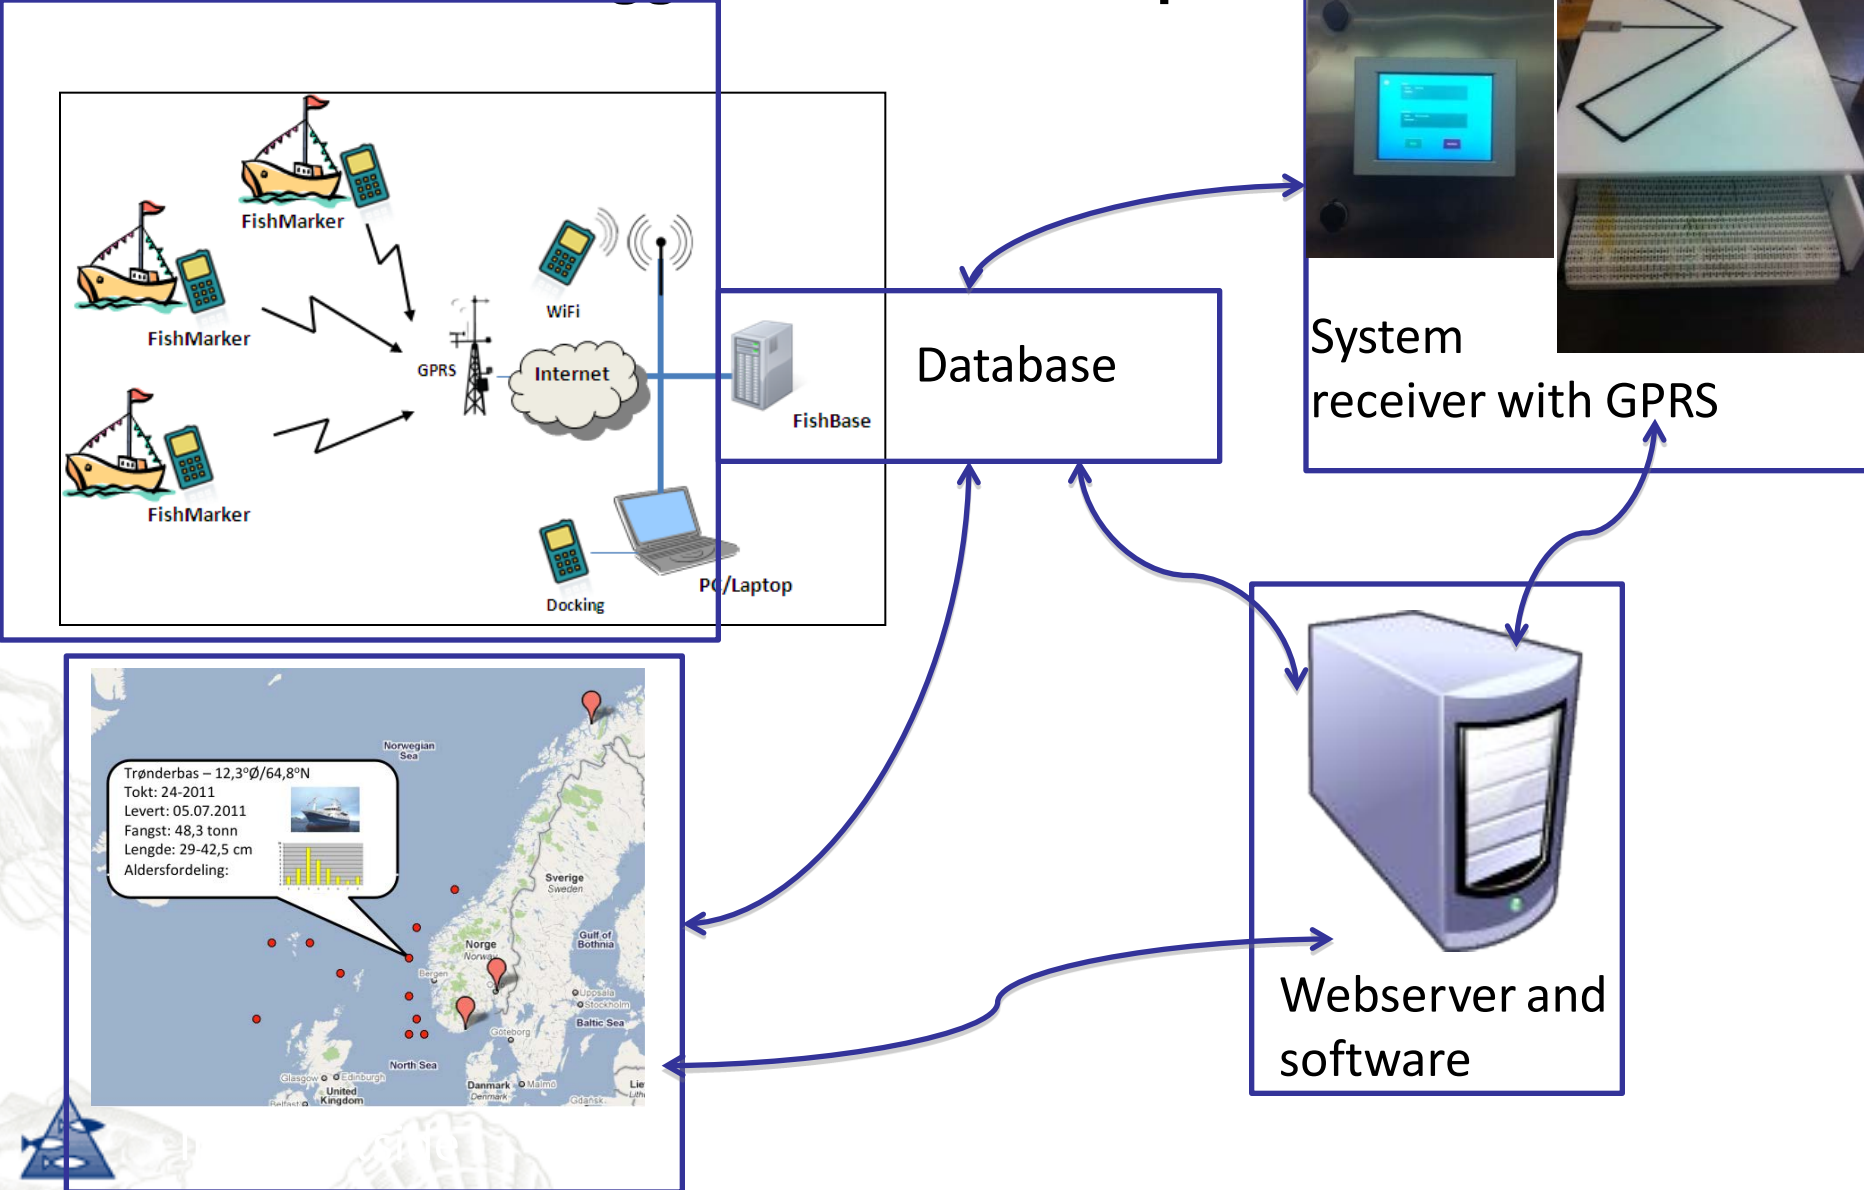 FishMarker
FishMarker
FishMarker
GPRS
WiFi
Internet
FishBase
PC/Laptop
Docking
Database
System
receiver with GPRS
Webserver and
software
Norwegian
Sea
Trønderbas – 12,3°Ø/64,8°N
Tokt: 24-2011
Levert: 05.07.2011
Fangst: 48,3 tonn
Lengde: 29-42,5 cm
Aldersfordeling:
Sverige
Sweden
Gulf of
Bothnia
Norge
Norway
Bergen
Uppsala
Stockholm
Baltic Sea
Göteborg
North Sea
Glasgow
Edinburgh
United
Kingdom
Belfast
Danmark
Denmark
Malmö
Gdańsk